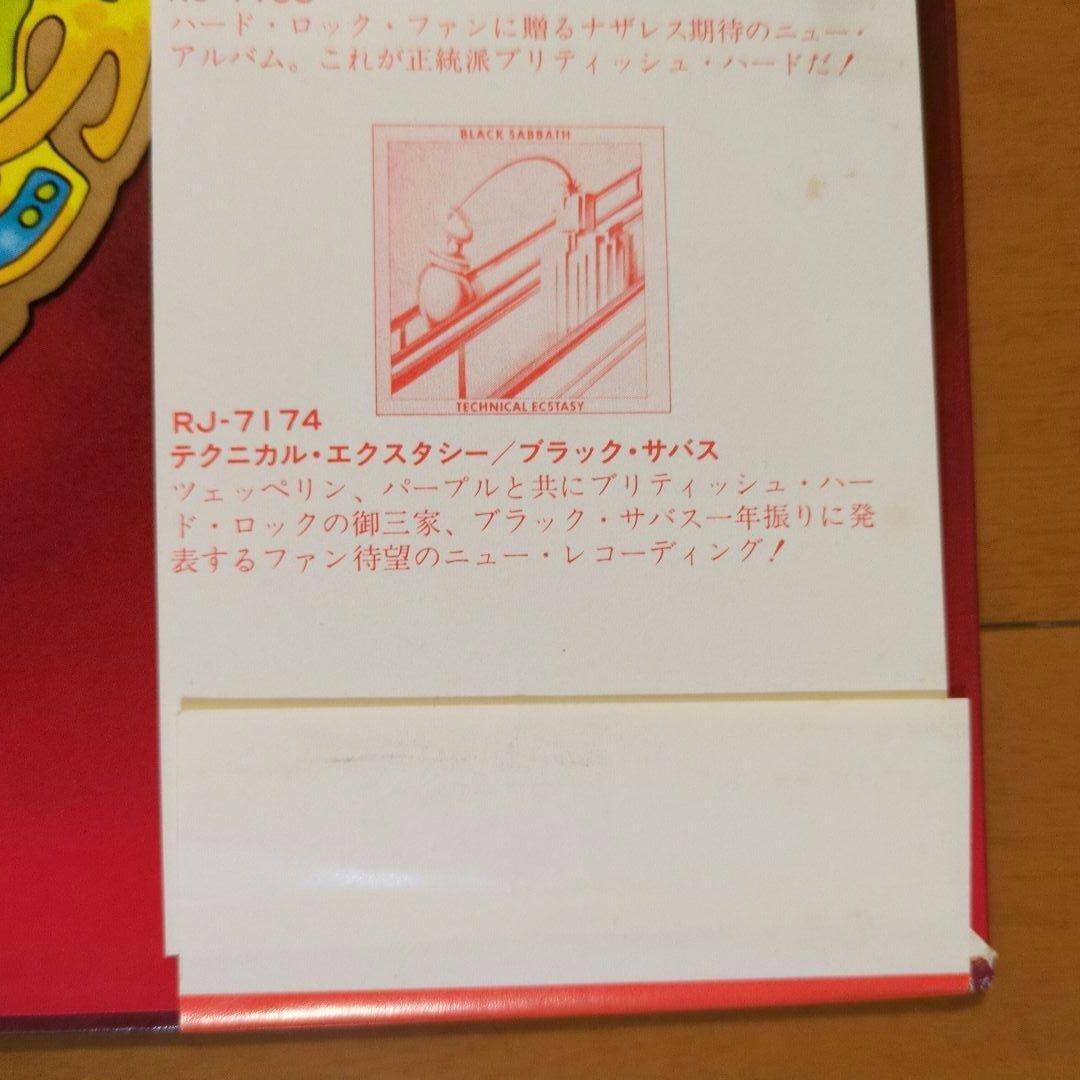 ハード・ロック・ファンに贈るナザレス期待のニュー・
アルバム。これが正統派ブリティッシュ・ハードだ！
BLACK SABBATH
TECHNICAL ECSTASY
RJ-7174
テクニカル・エクスタシー／ブラック・サバス
ツェッペリン、パープルと共にブリティッシュ・ハー
ド・ロックの御三家、ブラック・サバス一年振りに発
表するファン待望のニュー・レコーディング！